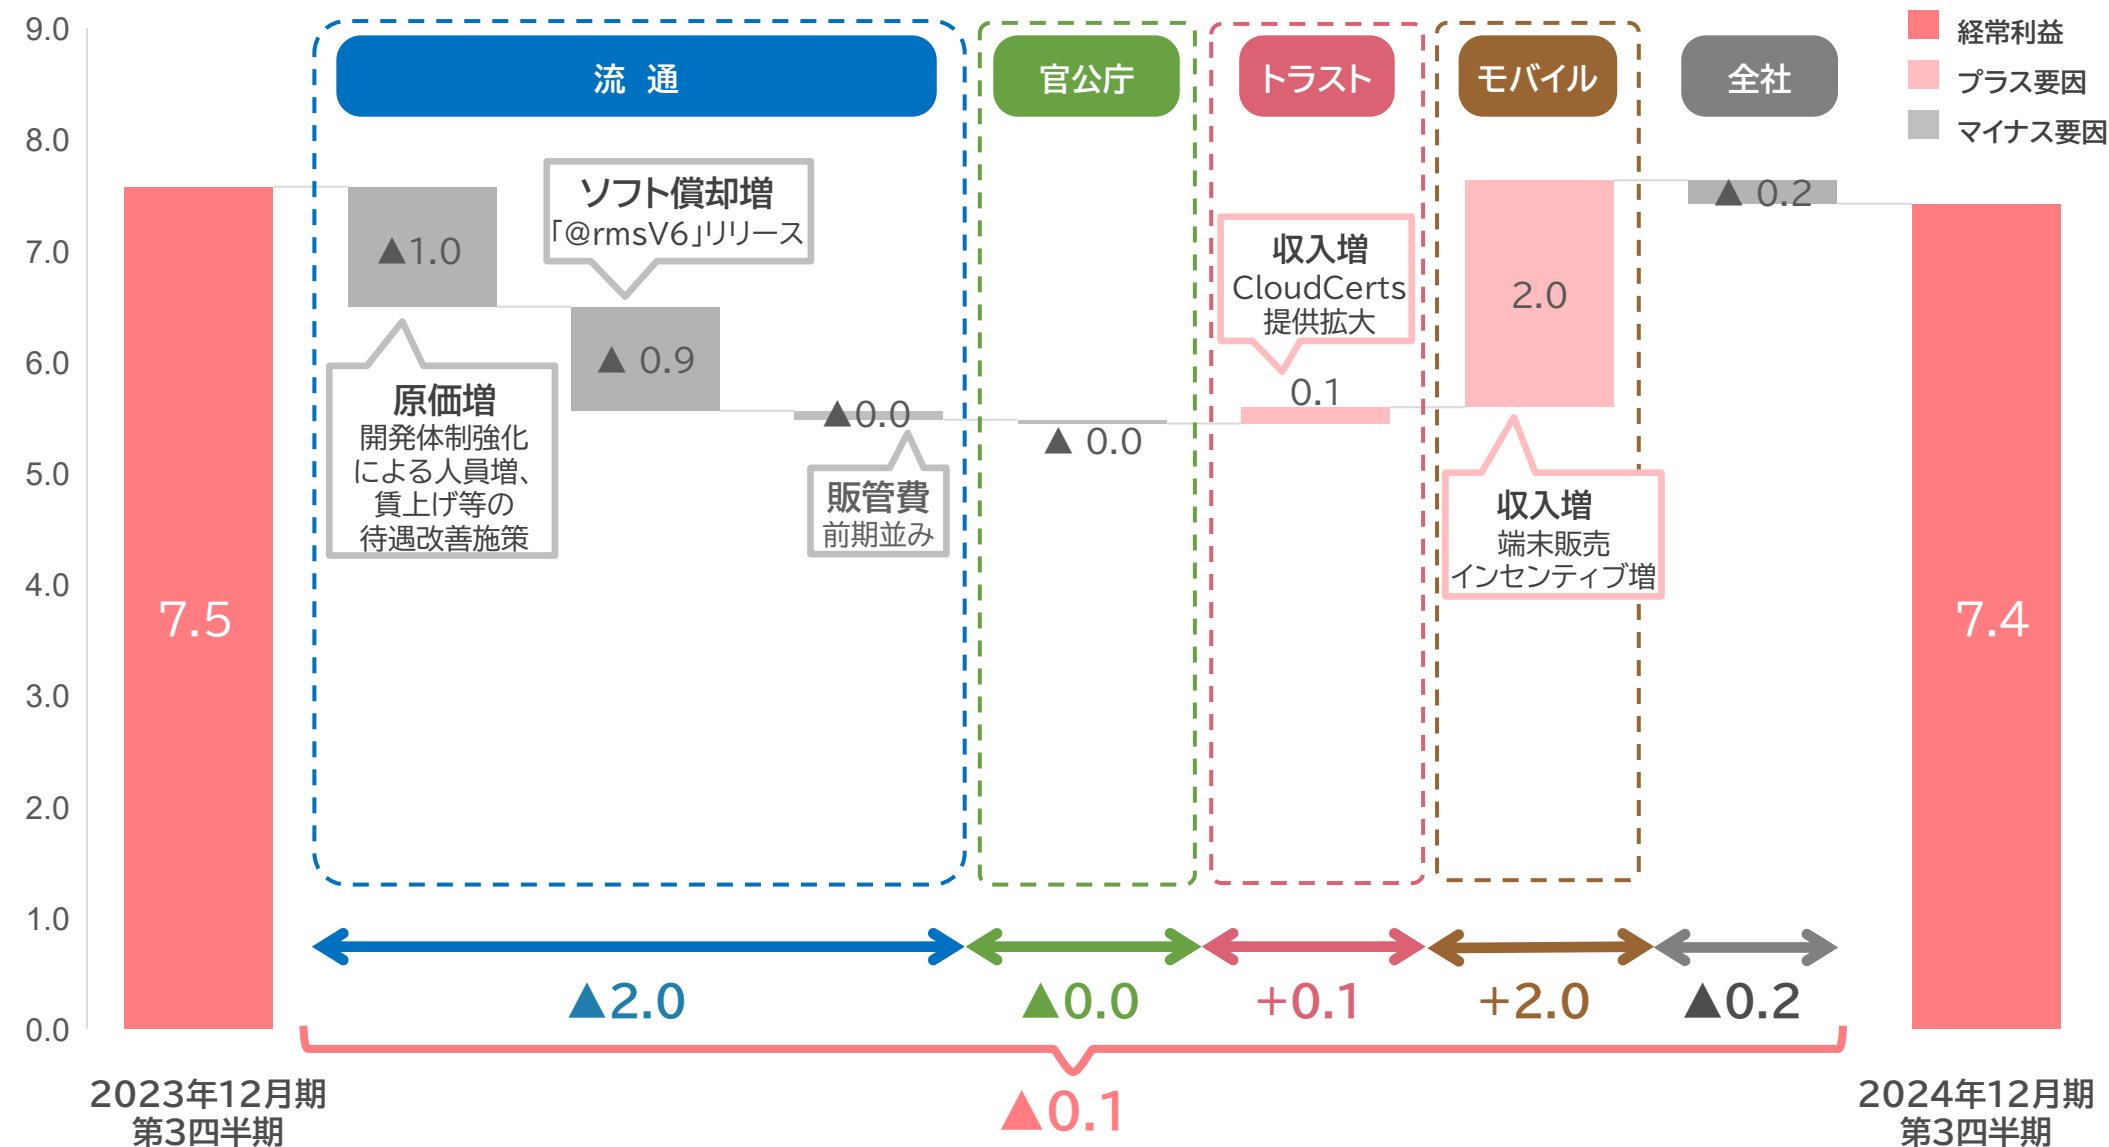 9.0
8.0
7.0
6.0
5.0
4.0
3.0
2.0
1.0
0.0
流 通
官公庁
トラスト
モバイル
全社
経常利益
プラス要因
マイナス要因
7.5
▲1.0
ソフト償却増
「@rmsV6」リリース
▲ 0.9
原価増
開発体制強化
による人員増、
賃上げ等の
待遇改善施策
▲0.0
販管費
前期並み
▲ 0.0
収入増
CloudCerts
提供拡大
0.1
2.0
収入増
端末販売
インセンティブ増
▲ 0.2
7.4
▲2.0
▲0.0
+0.1
+2.0
▲0.2
▲0.1
2023年12月期
第3四半期
2024年12月期
第3四半期